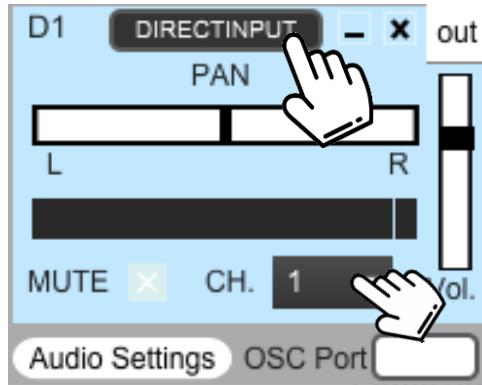 D1 DIRECTINPUT out
PAN
L R
MUTE CH. 1 Vol.
Audio Settings OSC Port